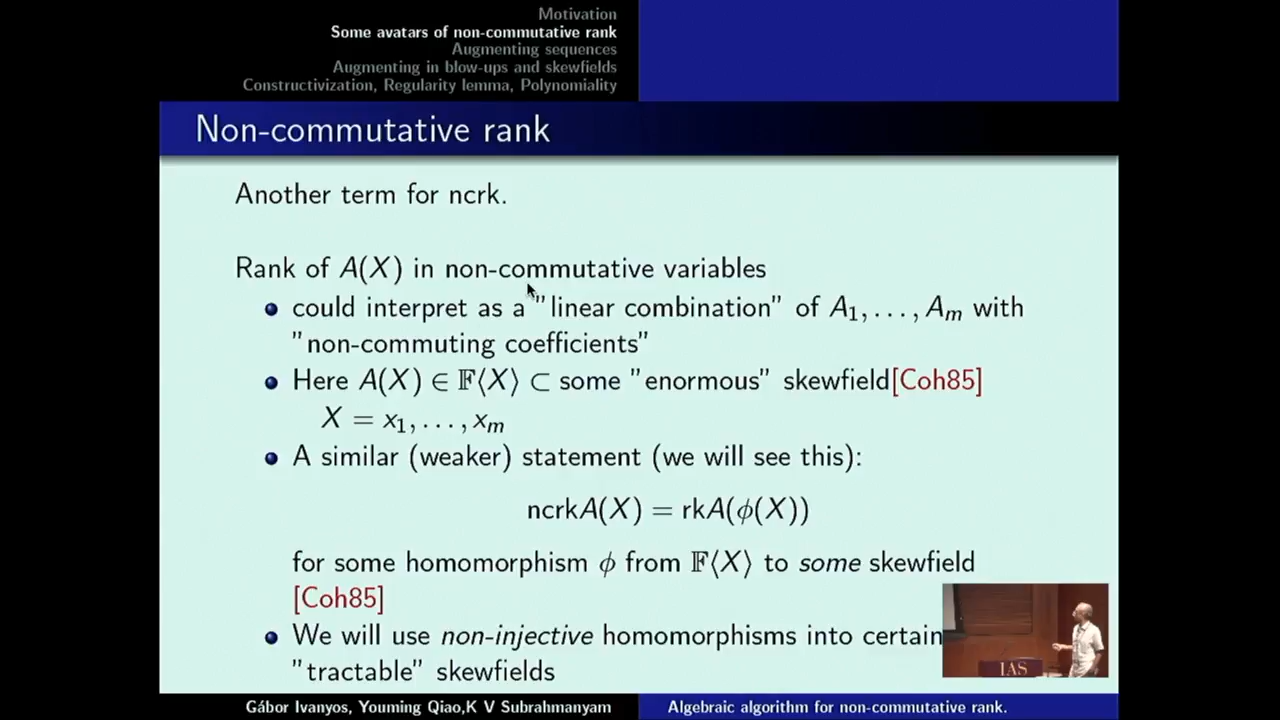 Motivation
Some avatars of non-commutative rank
Augmenting sequences
Augmenting in blow-ups and skewfields
Constructivization, Regularity lemma, Polynomiality
Non-commutative rank
Another term for ncrk.
Rank of A(X) in non-commutative variables
could interpret as a "linear combination" of A₁, . . . , Aₘ with
"non-commuting coefficients"
Here A(X) ∈ 𝔽⟨X⟩ ⊂ some "enormous" skewfield[Coh85]
X = x₁, . . . , xₘ
A similar (weaker) statement (we will see this):
ncrkA(X) = rkA(ϕ(X))
for some homomorphism ϕ from 𝔽⟨X⟩ to some skewfield
[Coh85]
We will use non-injective homomorphisms into certain
"tractable" skewfields
IAS
Gábor Ivanyos, Youming Qiao,K V Subrahmanyam
Algebraic algorithm for non-commutative rank.